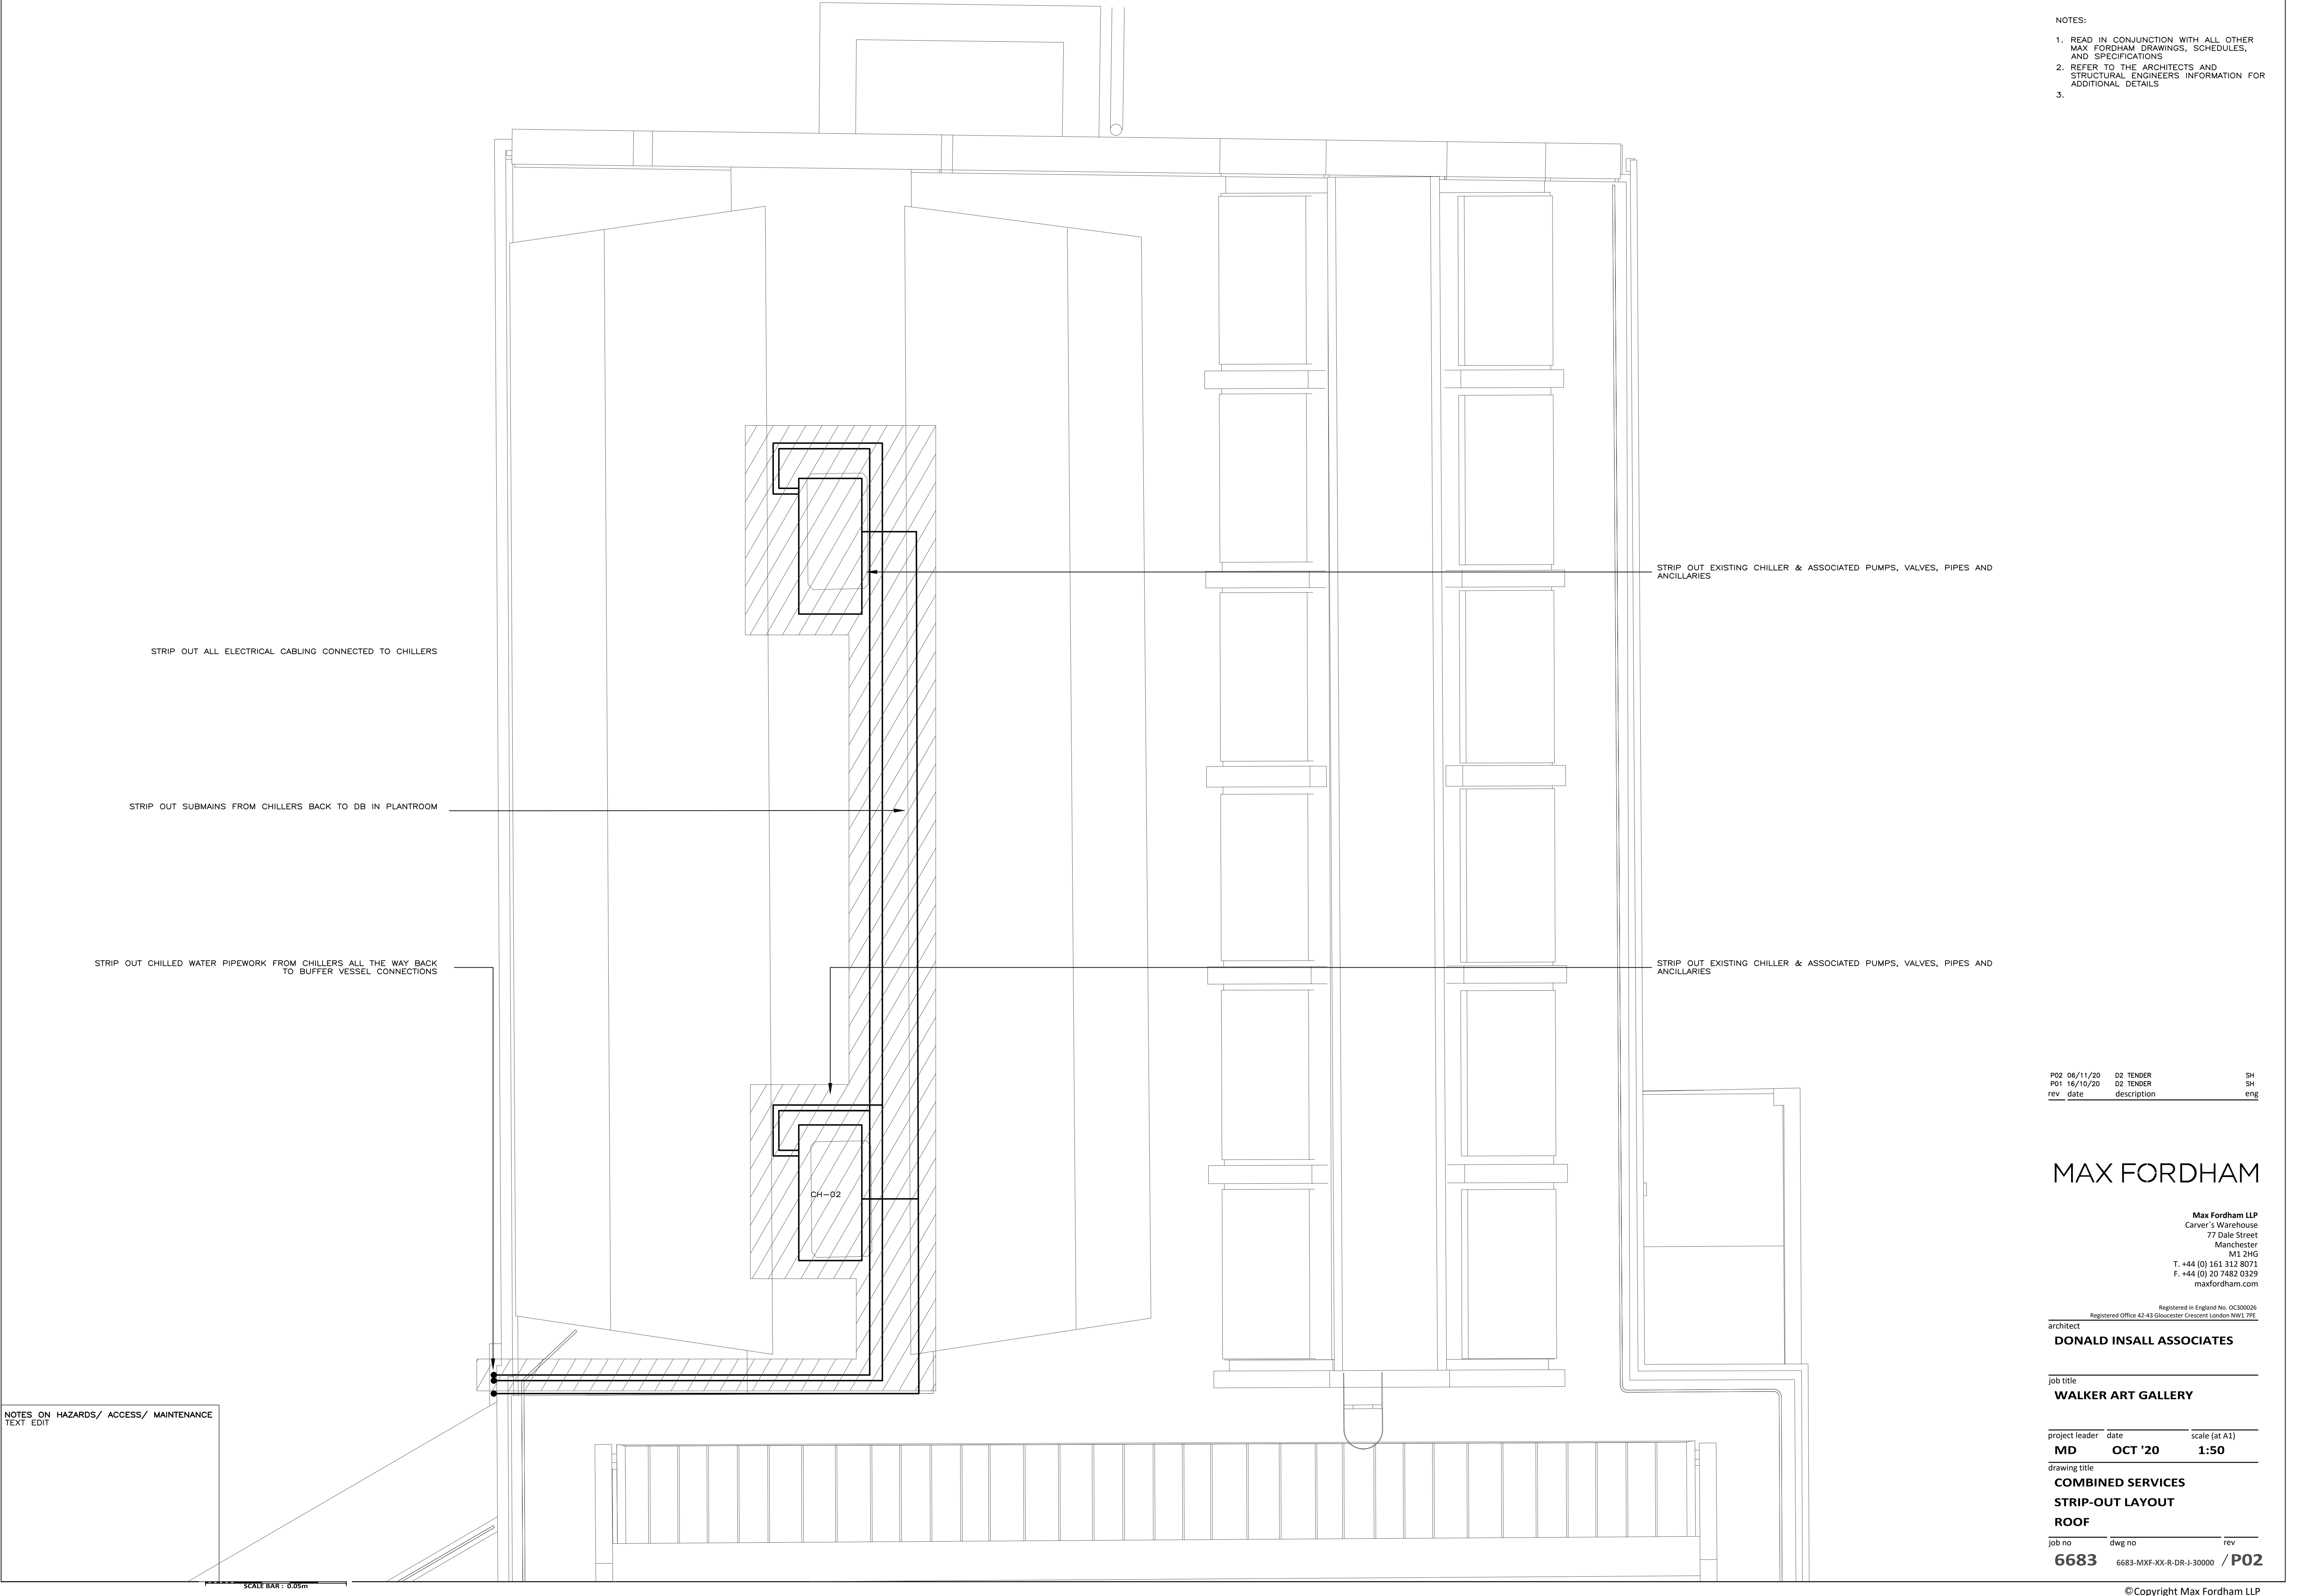 NOTES:
1. READ IN CONJUNCTION WITH ALL OTHER
MAX FORDHAM DRAWINGS, SCHEDULES,
AND SPECIFICATIONS
2. REFER TO THE ARCHITECTS AND
STRUCTURAL ENGINEERS INFORMATION FOR
ADDITIONAL DETAILS
3.
STRIP OUT EXISTING CHILLER & ASSOCIATED PUMPS, VALVES, PIPES AND
ANCILLARIES
STRIP OUT ALL ELECTRICAL CABLING CONNECTED TO CHILLERS
STRIP OUT SUBMAINS FROM CHILLERS BACK TO DB IN PLANTROOM
STRIP OUT CHILLED WATER PIPEWORK FROM CHILLERS ALL THE WAY BACK
TO BUFFER VESSEL CONNECTIONS
STRIP OUT EXISTING CHILLER & ASSOCIATED PUMPS, VALVES, PIPES AND
ANCILLARIES
CH-02
NOTES ON HAZARDS/ ACCESS/ MAINTENANCE
TEXT EDIT
SCALE BAR : 0.05m
P02 06/11/20 D2 TENDER SH
P01 16/10/20 D2 TENDER SH
rev date description eng
MAX FORDHAM
Max Fordham LLP
Carver`s Warehouse
77 Dale Street
Manchester
M1 2HG
T. +44 (0) 161 312 8071
F. +44 (0) 20 7482 0329
maxfordham.com
Registered in England No. OC300026
Registered Office 42-43 Gloucester Crescent London NW1 7PE
architect
DONALD INSALL ASSOCIATES
job title
WALKER ART GALLERY
project leader date scale (at A1)
MD OCT '20 1:50
drawing title
COMBINED SERVICES
STRIP-OUT LAYOUT
ROOF
job no dwg no rev
6683 6683-MXF-XX-R-DR-J-30000 / P02
©Copyright Max Fordham LLP